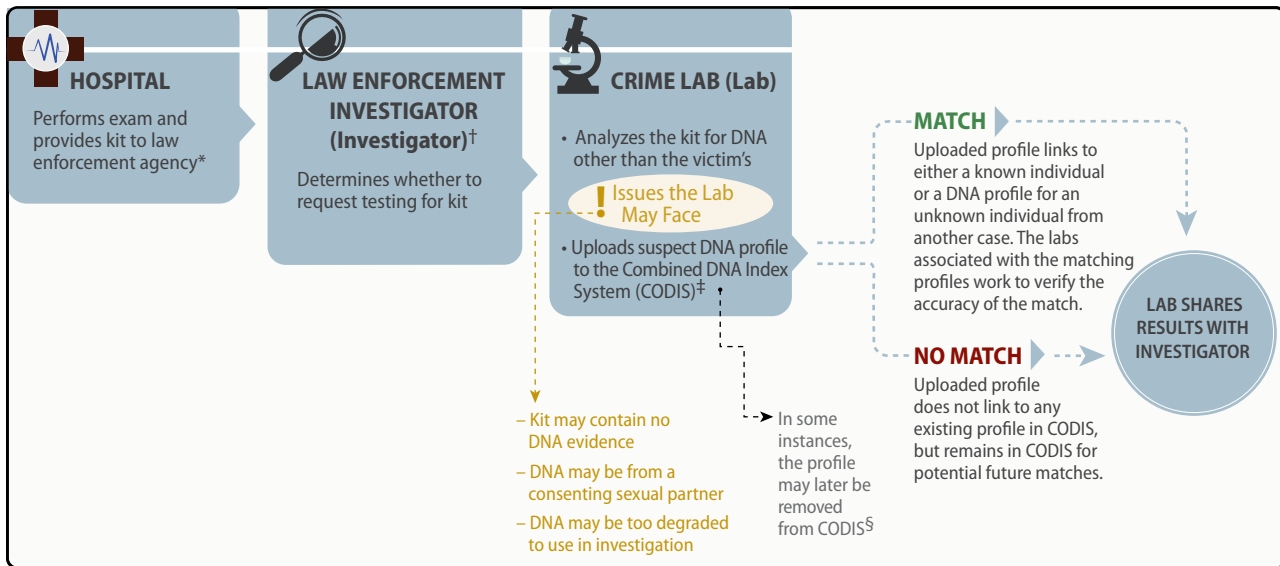 HOSPITAL
Performs exam and
provides kit to law
enforcement agency*
LAW ENFORCEMENT
INVESTIGATOR
(Investigator)†
Determines whether to
request testing for kit
CRIME LAB (Lab)
• Analyzes the kit for DNA
other than the victim's
! Issues the Lab
May Face
• Uploads suspect DNA profile
to the Combined DNA Index
System (CODIS)‡
– Kit may contain no
DNA evidence
– DNA may be from a
consenting sexual partner
– DNA may be too degraded
to use in investigation
In some
instances,
the profile
may later be
removed
from CODIS§
MATCH
Uploaded profile links to
either a known individual
or a DNA profile for an
unknown individual from
another case. The labs
associated with the matching
profiles work to verify the
accuracy of the match.
NO MATCH
Uploaded profile
does not link to any
existing profile in CODIS,
but remains in CODIS for
potential future matches.
LAB SHARES
RESULTS WITH
INVESTIGATOR